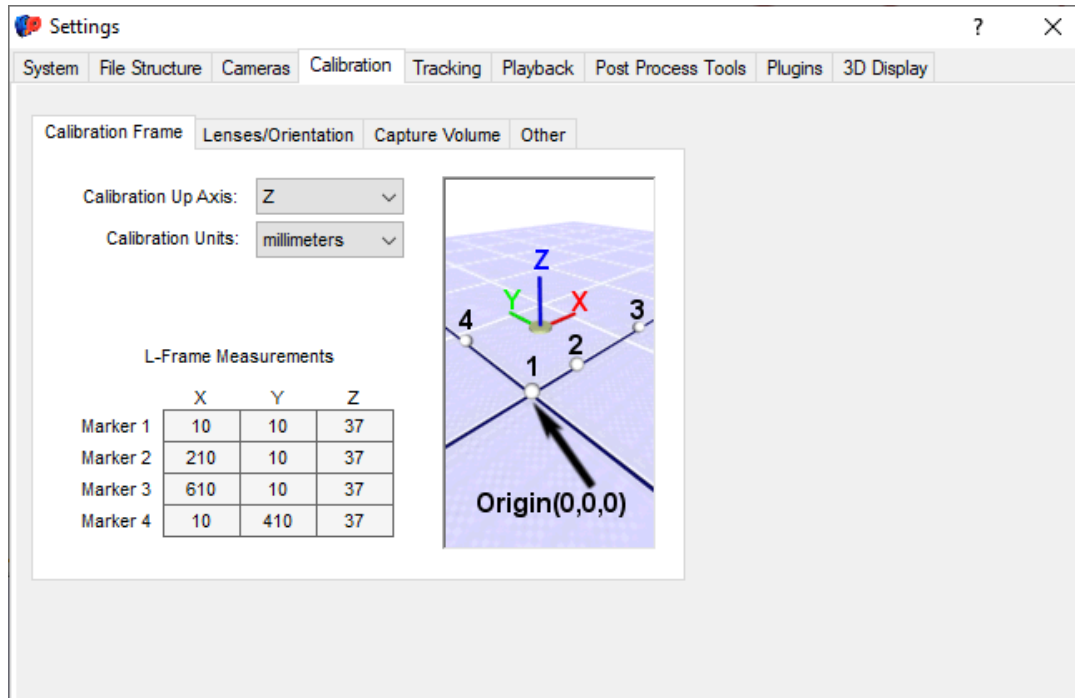 Settings ? X
System File Structure Cameras Calibration Tracking Playback Post Process Tools Plugins 3D Display
Calibration Frame Lenses/Orientation Capture Volume Other
Calibration Up Axis: Z
Calibration Units: millimeters
L-Frame Measurements
X Y Z
Marker 1 10 10 37
Marker 2 210 10 37
Marker 3 610 10 37
Marker 4 10 410 37
Z
Y X
4 3
2
1
Origin(0,0,0)